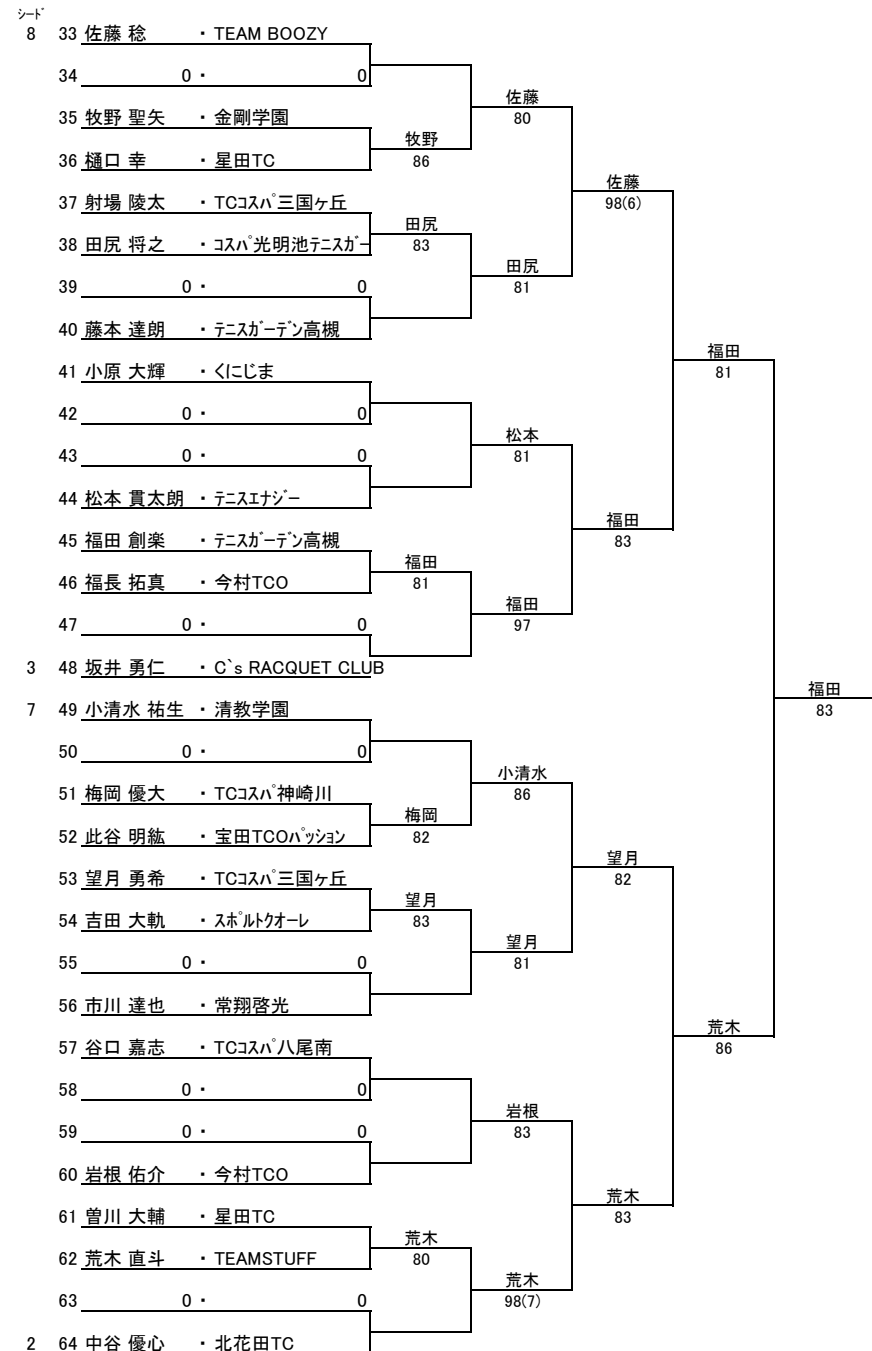 シード
8 33 佐藤 稔 ・ TEAM BOOZY
34 0 ・ 0
佐藤
35 牧野 聖矢 ・ 金剛学園
80
牧野
36 樋口 幸 ・ 星田TC
86
佐藤
37 射場 陵太 ・ TCコスパ三国ヶ丘
98(6)
田尻
38 田尻 将之 ・ コスパ光明池テニスガー
83
田尻
39 0 ・ 0
81
40 藤本 達朗 ・ テニスガーデン高槻
福田
41 小原 大輝 ・ くにじま
81
42 0 ・ 0
松本
43 0 ・ 0
81
44 松本 貫太朗 ・ テニスエナジー
福田
45 福田 創楽 ・ テニスガーデン高槻
83
福田
46 福長 拓真 ・ 今村TCO
81
福田
47 0 ・ 0
97
3 48 坂井 勇仁 ・ C`s RACQUET CLUB
福田
7 49 小清水 祐生 ・ 清教学園
83
50 0 ・ 0
小清水
51 梅岡 優大 ・ TCコスパ神崎川
86
梅岡
52 此谷 明紘 ・ 宝田TCOパッション
82
望月
53 望月 勇希 ・ TCコスパ三国ヶ丘
82
望月
54 吉田 大軌 ・ スポルトクオーレ
83
望月
55 0 ・ 0
81
56 市川 達也 ・ 常翔啓光
荒木
57 谷口 嘉志 ・ TCコスパ八尾南
86
58 0 ・ 0
岩根
59 0 ・ 0
83
60 岩根 佑介 ・ 今村TCO
荒木
61 曽川 大輔 ・ 星田TC
83
荒木
62 荒木 直斗 ・ TEAMSTUFF
80
荒木
63 0 ・ 0
98(7)
2 64 中谷 優心 ・ 北花田TC